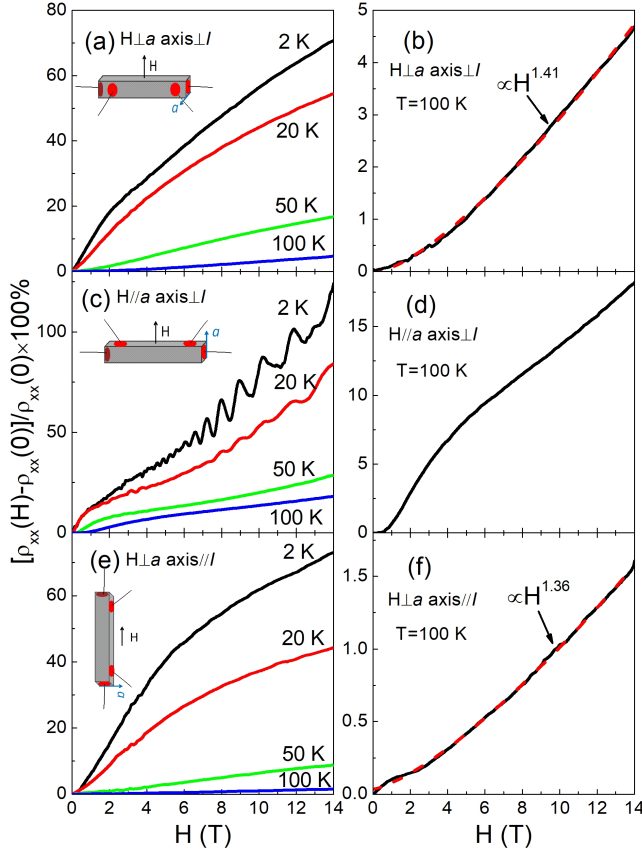 [ρxx(H)-ρxx(0)]/ρxx(0)×100%
(a) H⊥a axis⊥I
H
a
2 K
20 K
50 K
100 K
0
20
40
60
80
(b)
H⊥a axis⊥I
T=100 K
∝H^1.41
0
1
2
3
4
5
(c) H//a axis⊥I
H
a
2 K
20 K
50 K
100 K
0
50
100
(d)
H//a axis⊥I
T=100 K
0
5
10
15
(e) H⊥a axis//I
H
a
2 K
20 K
50 K
100 K
0
20
40
60
80
0 2 4 6 8 10 12 14
H (T)
(f)
H⊥a axis//I
T=100 K
∝H^1.36
0.0
0.5
1.0
1.5
0 2 4 6 8 10 12 14
H (T)